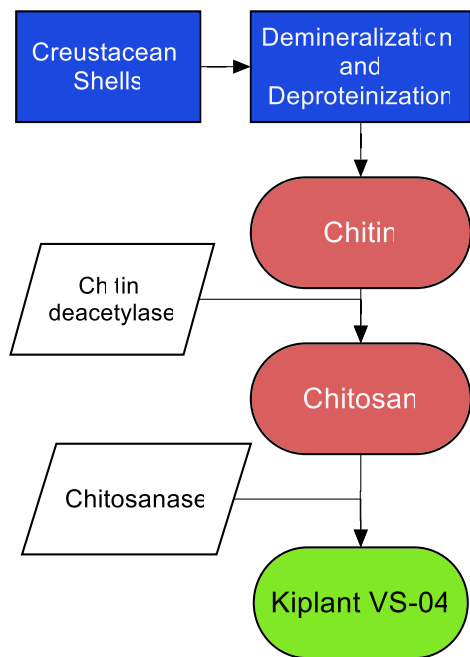 Creustacean
Shells
Demineralization
and
Deproteinization
Chitin
Chitin
deacetylase
Chitosan
Chitosanase
Kiplant VS-04